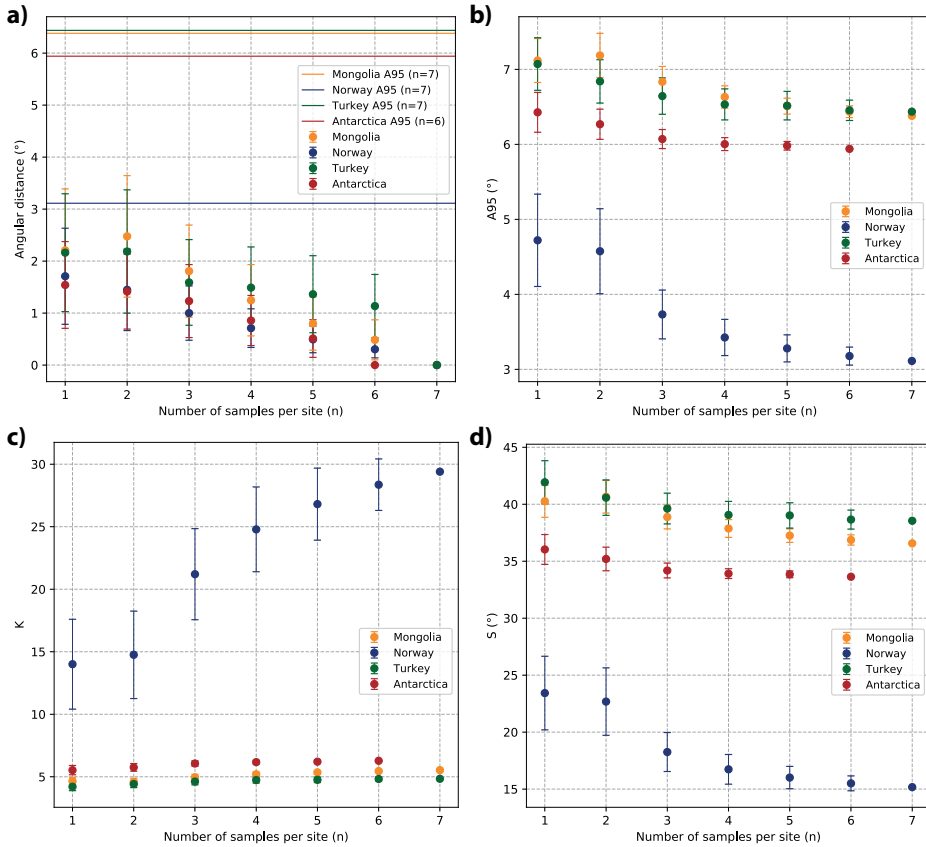 a)
Angular distance (°)
6
5
4
3
2
1
0
Mongolia A95 (n=7)
Norway A95 (n=7)
Turkey A95 (n=7)
Antarctica A95 (n=6)
Mongolia
Norway
Turkey
Antarctica
1 2 3 4 5 6 7
Number of samples per site (n)
b)
A95 (°)
7
6
5
4
3
Mongolia
Norway
Turkey
Antarctica
1 2 3 4 5 6 7
Number of samples per site (n)
c)
K
30
25
20
15
10
5
Mongolia
Norway
Turkey
Antarctica
1 2 3 4 5 6 7
Number of samples per site (n)
d)
S (°)
45
40
35
30
25
20
15
Mongolia
Norway
Turkey
Antarctica
1 2 3 4 5 6 7
Number of samples per site (n)